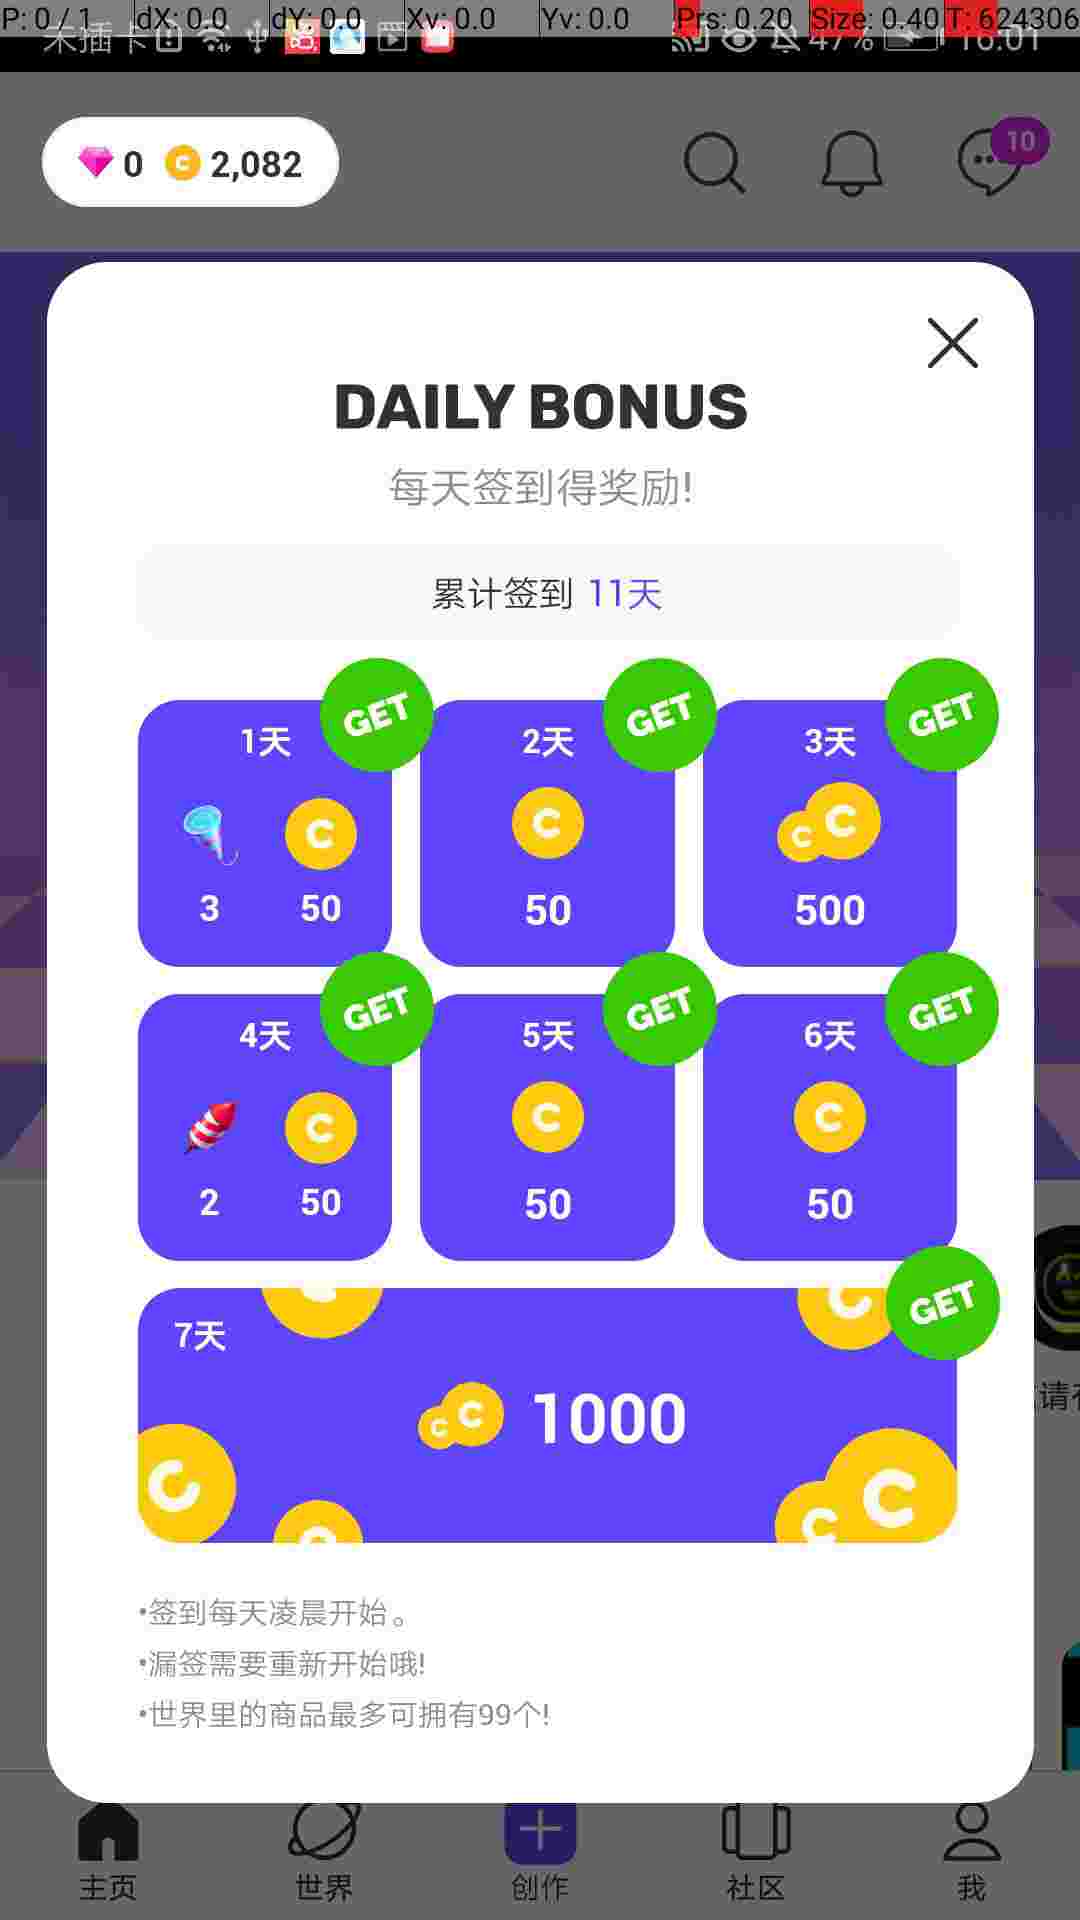 P: 0 / 1 dX: 0.0 dY: 0.0 Xv: 0.0 Yv: 0.0 Prs: 0.20 Size: 0.40 T: 624306
未插卡 47% 16:01
0 C 2,082 10
DAILY BONUS
每天签到得奖励!
累计签到 11天
1天 GET 2天 GET 3天 GET
C C C C
3 50 50 500
4天 GET 5天 GET 6天 GET
C C C
2 50 50 50
7天 GET
C C 1000
C C C
•签到每天凌晨开始。
•漏签需要重新开始哦!
•世界里的商品最多可拥有99个!
主页 世界 创作 社区 我